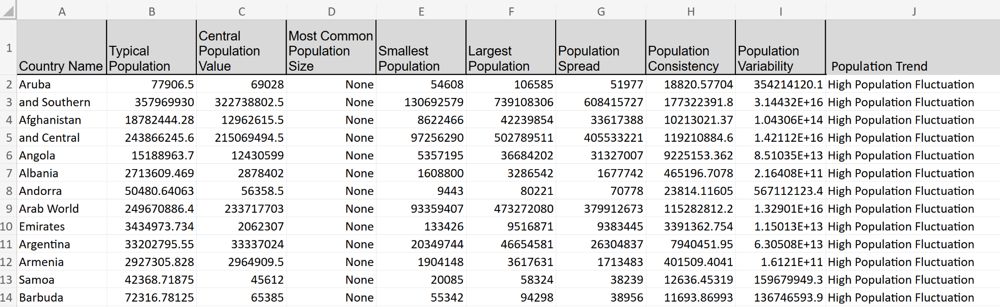 A B C D E F G H I J
1 Country Name Typical Population Central Population Value Most Common Population Size Smallest Population Largest Population Population Spread Population Consistency Population Variability Population Trend
2 Aruba 77906.5 69028 None 54608 106585 51977 18820.57704 354214120.1 High Population Fluctuation
3 and Southern 357969930 322738802.5 None 130692579 739108306 608415727 177322391.8 3.14432E+16 High Population Fluctuation
4 Afghanistan 18782444.28 12962615.5 None 8622466 42239854 33617388 10213021.37 1.04306E+14 High Population Fluctuation
5 and Central 243866245.6 215069494.5 None 97256290 502789511 405533221 119210884.6 1.42112E+16 High Population Fluctuation
6 Angola 15188963.7 12430599 None 5357195 36684202 31327007 9225153.362 8.51035E+13 High Population Fluctuation
7 Albania 2713609.469 2878402 None 1608800 3286542 1677742 465196.7078 2.16408E+11 High Population Fluctuation
8 Andorra 50480.64063 56358.5 None 9443 80221 70778 23814.11605 567112123.4 High Population Fluctuation
9 Arab World 249670886.4 233717703 None 93359407 473272080 379912673 115282812.2 1.32901E+16 High Population Fluctuation
10 Emirates 3434973.734 2062307 None 133426 9516871 9383445 3391362.754 1.15013E+13 High Population Fluctuation
11 Argentina 33202795.55 33337024 None 20349744 46654581 26304837 7940451.95 6.30508E+13 High Population Fluctuation
12 Armenia 2927305.828 2964909.5 None 1904148 3617631 1713483 401509.4041 1.6121E+11 High Population Fluctuation
13 Samoa 42368.71875 45612 None 20085 58324 38239 12636.45319 159679949.3 High Population Fluctuation
14 Barbuda 72316.78125 65385 None 55342 94298 38956 11693.86993 136746593.9 High Population Fluctuation